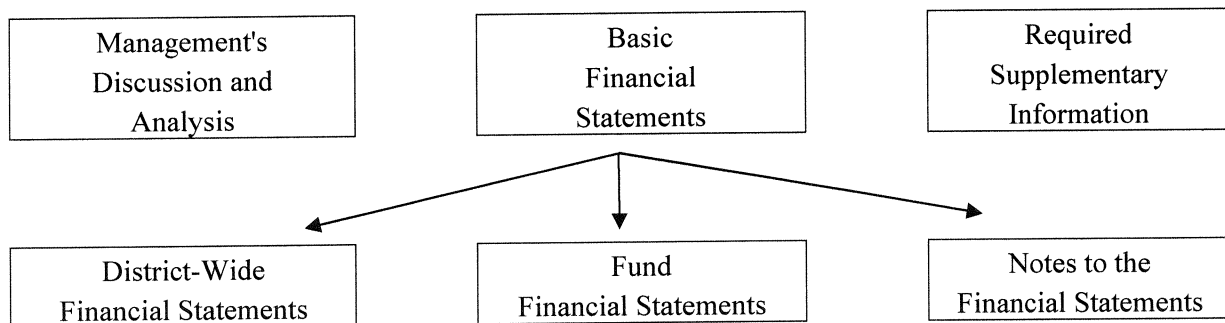 Management's
Discussion and
Analysis
Basic
Financial
Statements
Required
Supplementary
Information
District-Wide
Financial Statements
Fund
Financial Statements
Notes to the
Financial Statements